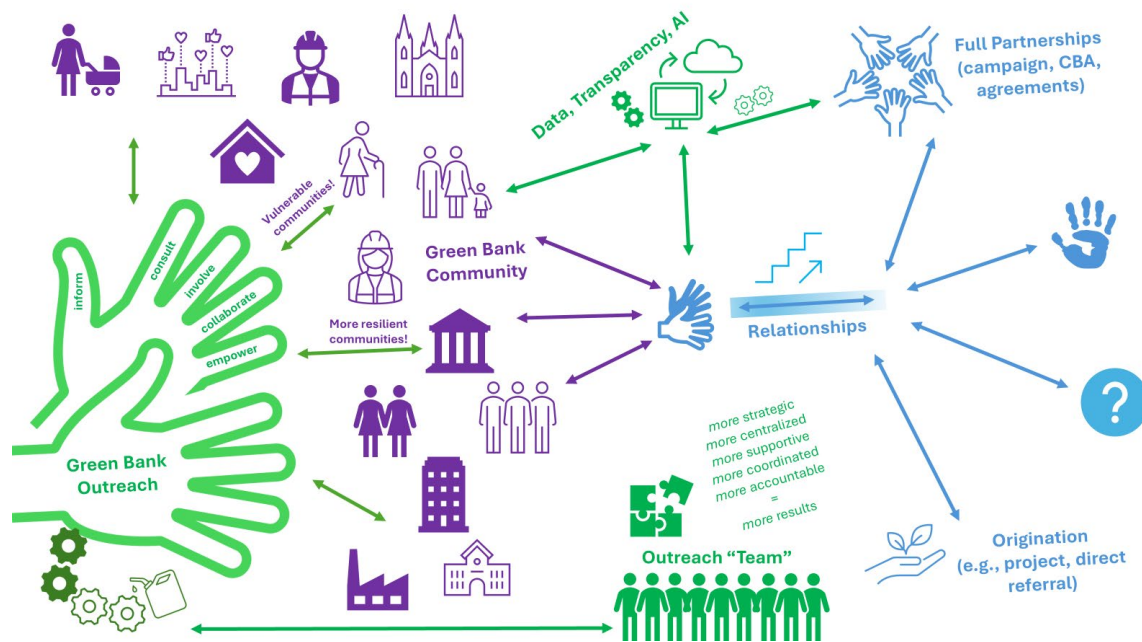 Data, Transparency, AI
Full Partnerships
(campaign, CBA,
agreements)
Vulnerable
communities!
inform
consult
involve
collaborate
empower
Green Bank
Community
More resilient
communities!
Relationships
?
Green Bank
Outreach
more strategic
more centralized
more supportive
more coordinated
more accountable
=
more results
Outreach “Team”
Origination
(e.g., project, direct
referral)